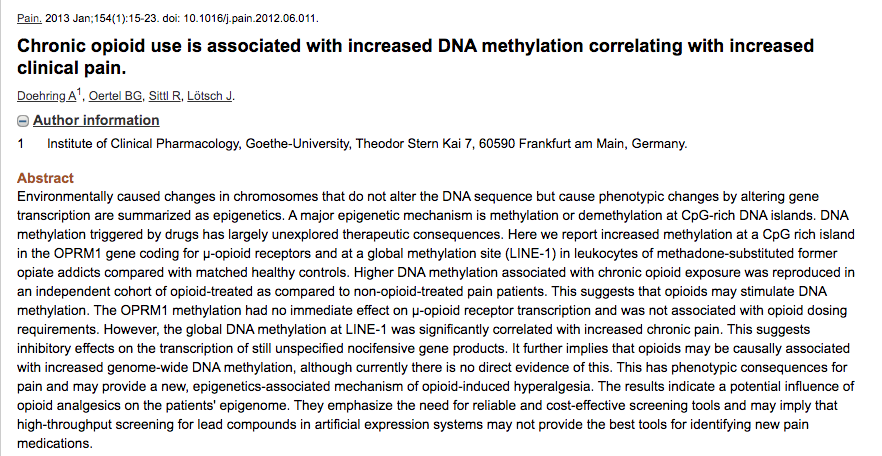 Pain. 2013 Jan;154(1):15-23. doi: 10.1016/j.pain.2012.06.011.
Chronic opioid use is associated with increased DNA methylation correlating with increased
clinical pain.
Doehring A1, Oertel BG, Sittl R, Lötsch J.
Author information
1 Institute of Clinical Pharmacology, Goethe-University, Theodor Stern Kai 7, 60590 Frankfurt am Main, Germany.
Abstract
Environmentally caused changes in chromosomes that do not alter the DNA sequence but cause phenotypic changes by altering gene
transcription are summarized as epigenetics. A major epigenetic mechanism is methylation or demethylation at CpG-rich DNA islands. DNA
methylation triggered by drugs has largely unexplored therapeutic consequences. Here we report increased methylation at a CpG rich island
in the OPRM1 gene coding for μ-opioid receptors and at a global methylation site (LINE-1) in leukocytes of methadone-substituted former
opiate addicts compared with matched healthy controls. Higher DNA methylation associated with chronic opioid exposure was reproduced in
an independent cohort of opioid-treated as compared to non-opioid-treated pain patients. This suggests that opioids may stimulate DNA
methylation. The OPRM1 methylation had no immediate effect on μ-opioid receptor transcription and was not associated with opioid dosing
requirements. However, the global DNA methylation at LINE-1 was significantly correlated with increased chronic pain. This suggests
inhibitory effects on the transcription of still unspecified nocifensive gene products. It further implies that opioids may be causally associated
with increased genome-wide DNA methylation, although currently there is no direct evidence of this. This has phenotypic consequences for
pain and may provide a new, epigenetics-associated mechanism of opioid-induced hyperalgesia. The results indicate a potential influence of
opioid analgesics on the patients' epigenome. They emphasize the need for reliable and cost-effective screening tools and may imply that
high-throughput screening for lead compounds in artificial expression systems may not provide the best tools for identifying new pain
medications.